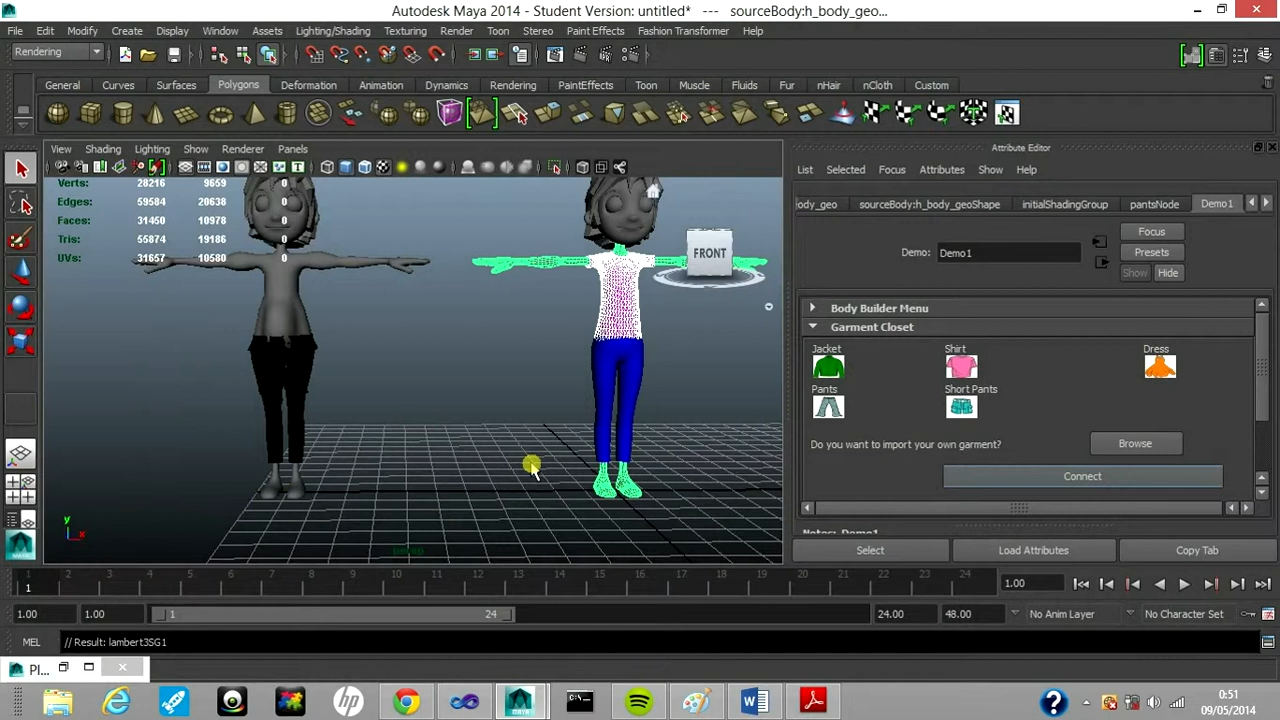 Autodesk Maya 2014 - Student Version: untitled* --- sourceBody:h_body_geo...
File Edit Modify Create Display Window Assets Lighting/Shading Texturing Render Toon Stereo Paint Effects Fashion Transformer Help
Rendering
General Curves Surfaces Polygons Deformation Animation Dynamics Rendering PaintEffects Toon Muscle Fluids Fur nHair nCloth Custom
View Shading Lighting Show Renderer Panels
Attribute Editor
List Selected Focus Attributes Show Help
Verts: 28216 9659 0
Edges: 59584 20638 0
Faces: 31450 10978 0
Tris: 55874 19186 0
UVs: 31657 10580 0
FRONT
persp
y
x
ody_geo sourceBody:h_body_geoShape initialShadingGroup pantsNode Demo1
Focus
Demo: Demo1
Presets
Show Hide
Body Builder Menu
Garment Closet
Jacket Shirt Dress
Pants Short Pants
Do you want to import your own garment? Browse
Connect
Notes: Demo1
Select Load Attributes Copy Tab
1 2 3 4 5 6 7 8 9 10 11 12 13 14 15 16 17 18 19 20 21 22 23 24
1 1.00
1.00 1.00 1 24 24.00 48.00 No Anim Layer No Character Set
MEL // Result: lambert3SG1
Pl...
hp
0:51
09/05/2014